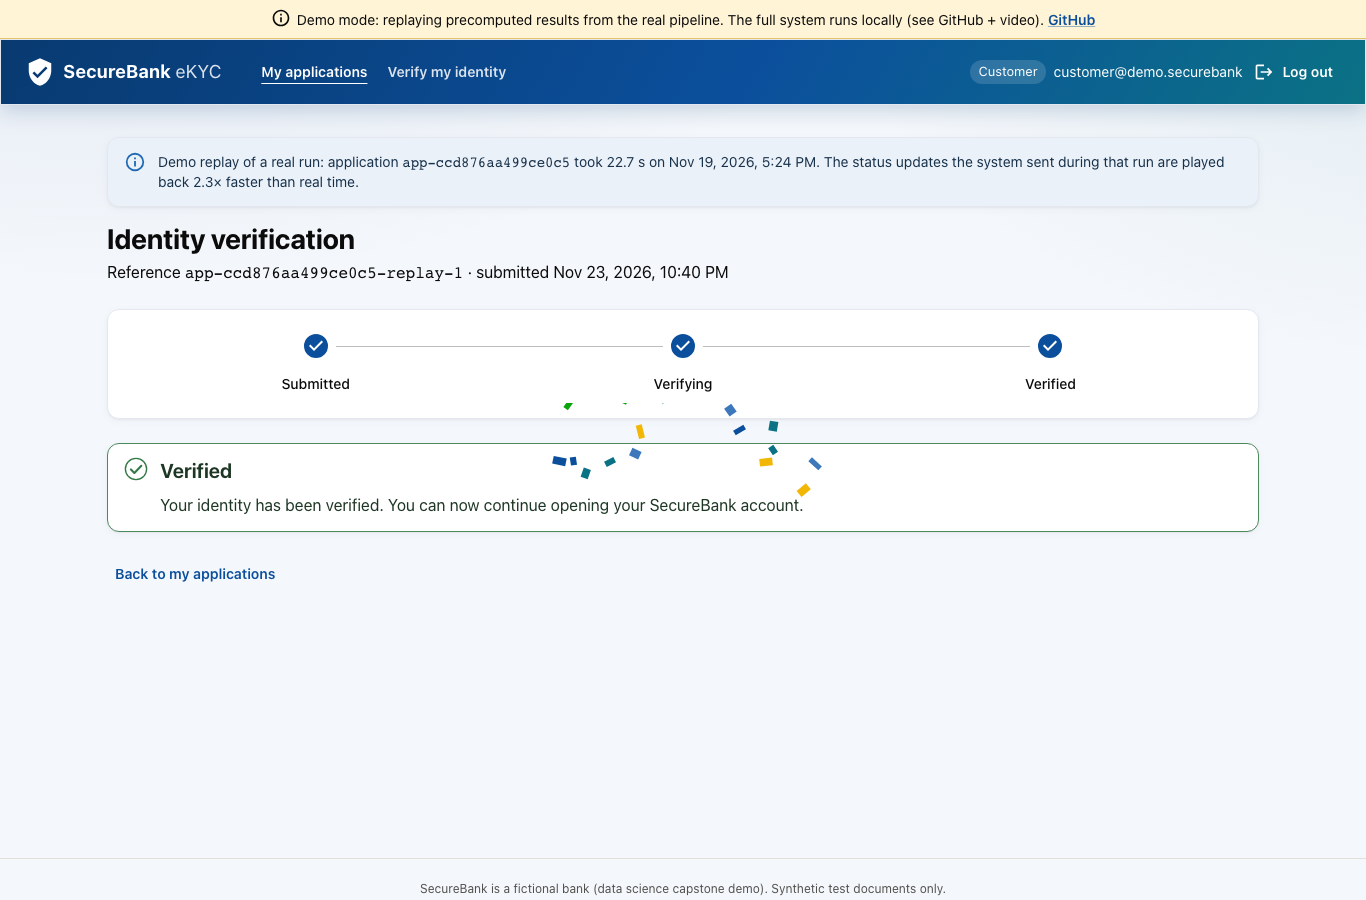 Demo mode: replaying precomputed results from the real pipeline. The full system runs locally (see GitHub + video). GitHub
SecureBank eKYC
My applications
Verify my identity
Customer
customer@demo.securebank
Log out
Demo replay of a real run: application app-ccd876aa499ce0c5 took 22.7 s on Nov 19, 2026, 5:24 PM. The status updates the system sent during that run are played
back 2.3× faster than real time.
Identity verification
Reference app-ccd876aa499ce0c5-replay-1 · submitted Nov 23, 2026, 10:40 PM
Submitted
Verifying
Verified
Verified
Your identity has been verified. You can now continue opening your SecureBank account.
Back to my applications
SecureBank is a fictional bank (data science capstone demo). Synthetic test documents only.